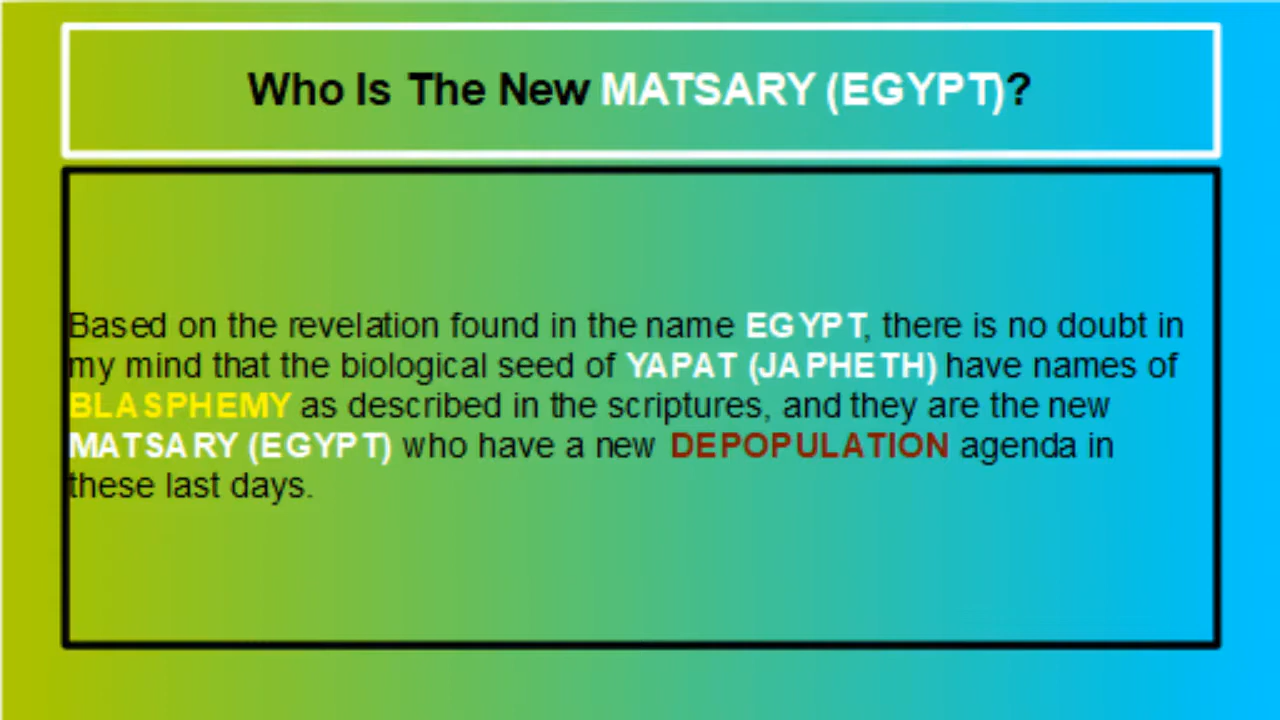 Who Is The New MATSARY (EGYPT)?
Based on the revelation found in the name EGYPT, there is no doubt in
my mind that the biological seed of YAPAT (JAPHETH) have names of
BLASPHEMY as described in the scriptures, and they are the new
MATSARY (EGYPT) who have a new DEPOPULATION agenda in
these last days.